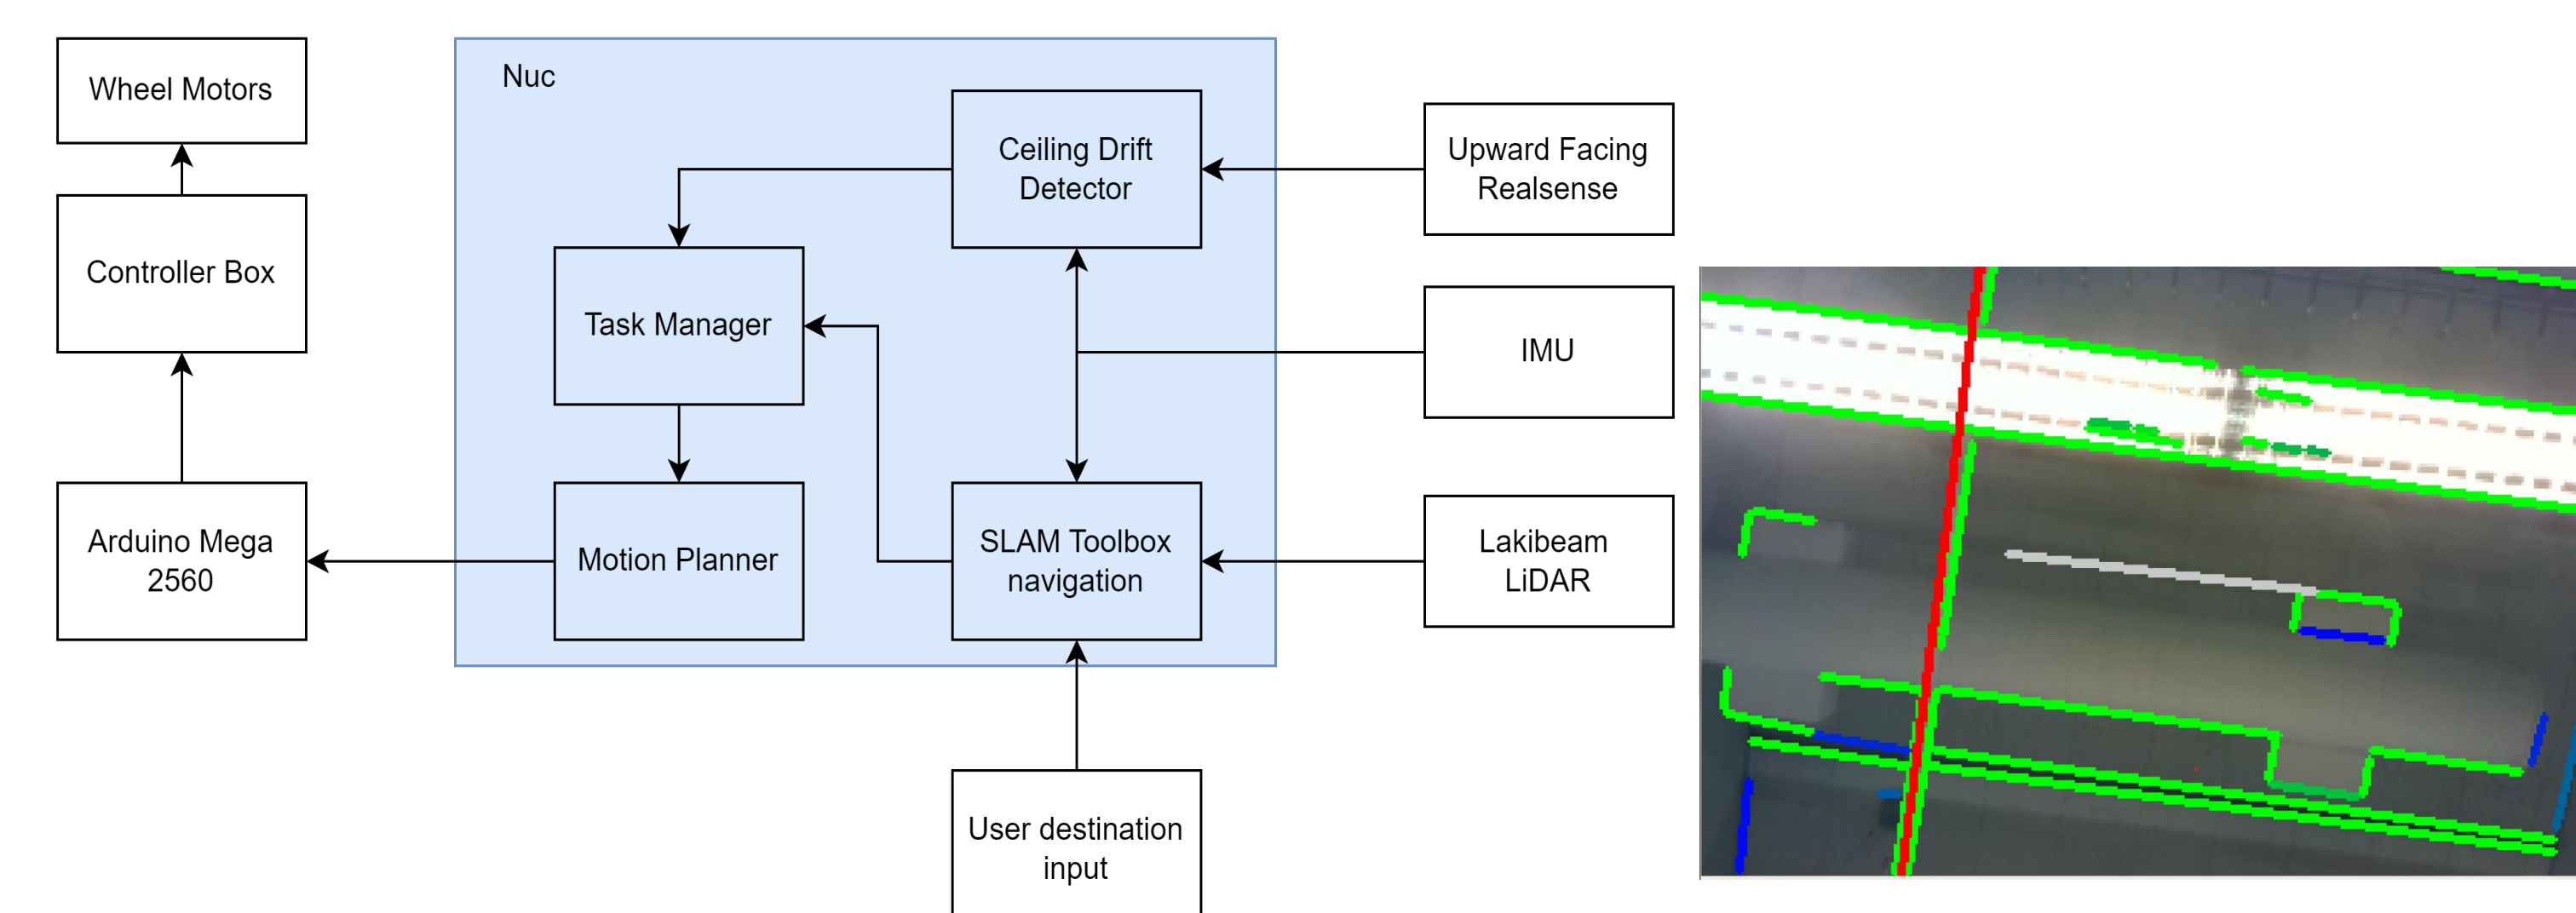 Wheel Motors
Controller Box
Arduino Mega
2560
Nuc
Ceiling Drift
Detector
Task Manager
Motion Planner
SLAM Toolbox
navigation
Upward Facing
Realsense
IMU
Lakibeam
LiDAR
User destination
input